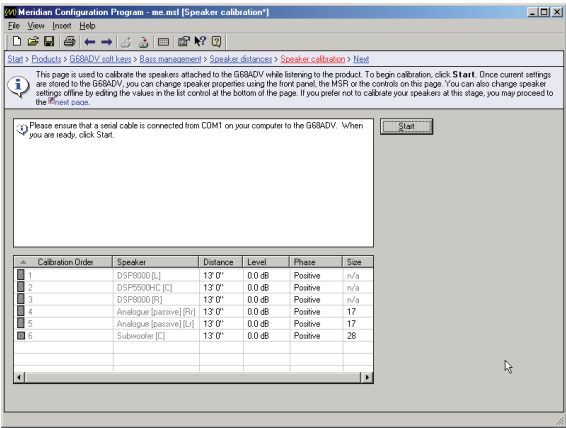 Meridian Configuration Program - me.msl [Speaker calibration*]
File View Insert Help
Start > Products > G68ADV soft keys > Bass management > Speaker distances > Speaker calibration > Next
This page is used to calibrate the speakers attached to the G68ADV while listening to the product. To begin calibration, click Start. Once current settings
are stored to the G68ADV, you can change speaker properties using the front panel, the MSR or the controls on this page. You can also change speaker
settings offline by editing the values in the list control at the bottom of the page. If you prefer not to calibrate your speakers at this stage, you may proceed to
the next page.
Please ensure that a serial cable is connected from COM1 on your computer to the G68ADV. When
you are ready, click Start.
Start
Calibration Order Speaker Distance Level Phase Size
1 DSP8000 [L] 13' 0" 0.0 dB Positive n/a
2 DSP5500HC [C] 13' 0" 0.0 dB Positive n/a
3 DSP8000 [R] 13' 0" 0.0 dB Positive n/a
4 Analogue (passive) [Rr] 13' 0" 0.0 dB Positive 17
5 Analogue (passive) [Lr] 13' 0" 0.0 dB Positive 17
6 Subwoofer [C] 13' 0" 0.0 dB Positive 28